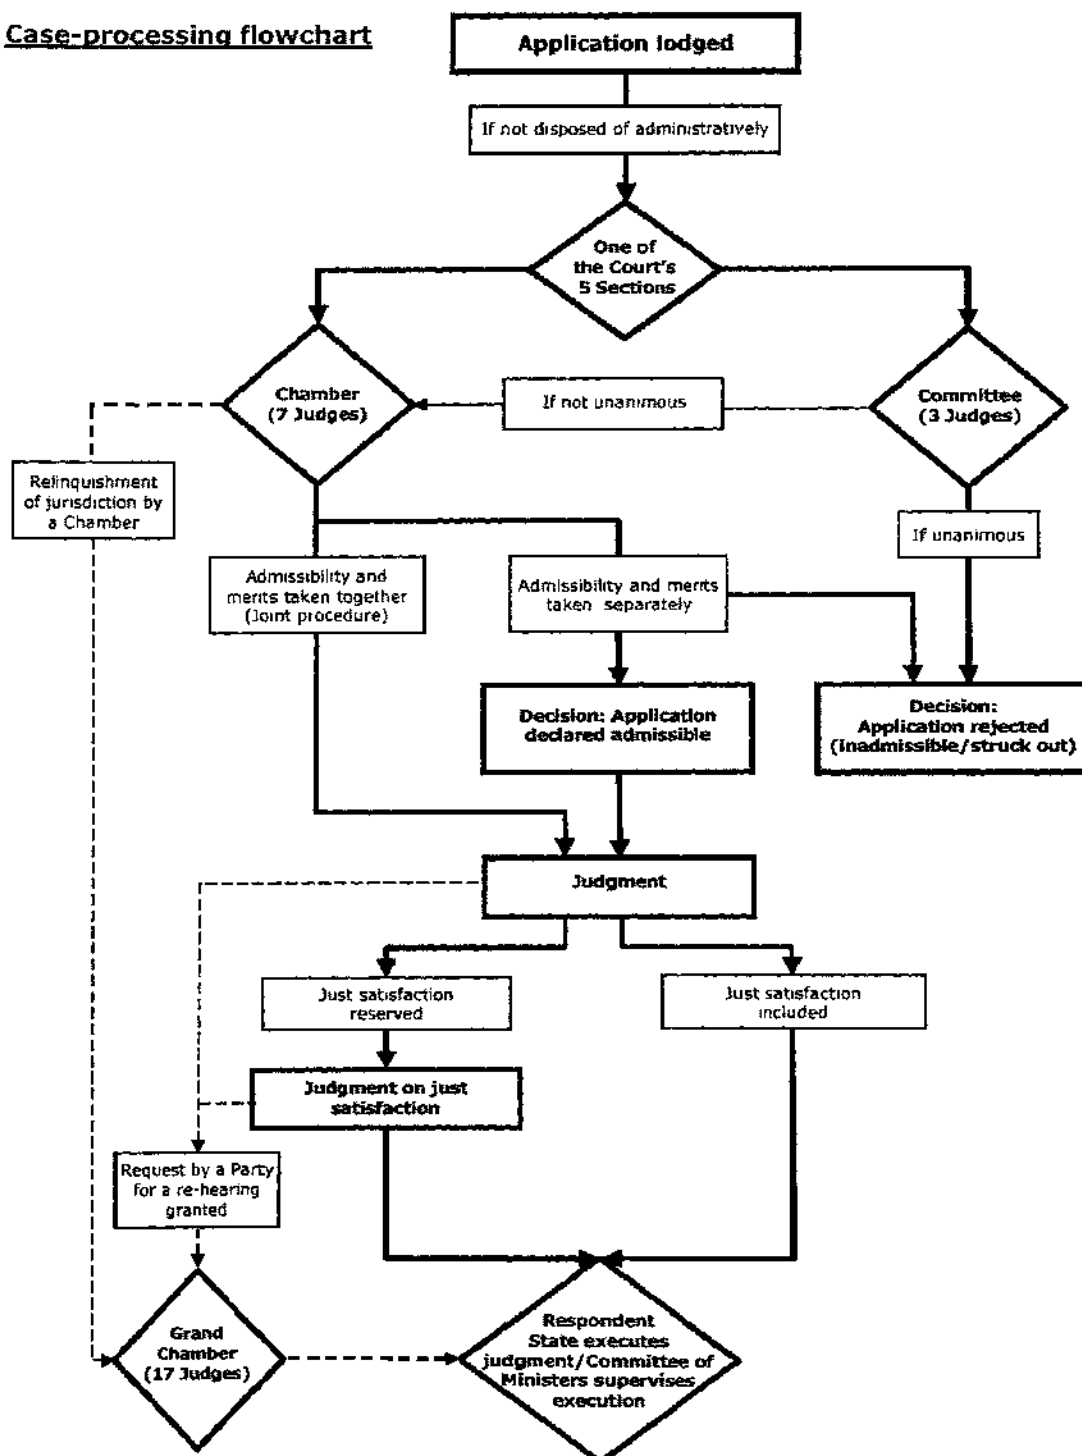 Case-processing flowchart
Application lodged
If not disposed of administratively
One of
the Court's
5 Sections
Chamber
(7 Judges)
If not unanimous
Committee
(3 Judges)
Relinquishment
of jurisdiction by
a Chamber
If unanimous
Admissibility and
merits taken together
(Joint procedure)
Admissibility and merits
taken separately
Decision: Application
declared admissible
Decision:
Application rejected
(inadmissible/struck out)
Judgment
Just satisfaction
reserved
Just satisfaction
included
Judgment on just
satisfaction
Request by a Party
for a re-hearing
granted
Grand
Chamber
(17 Judges)
Respondent
State executes
judgment/Committee of
Ministers supervises
execution